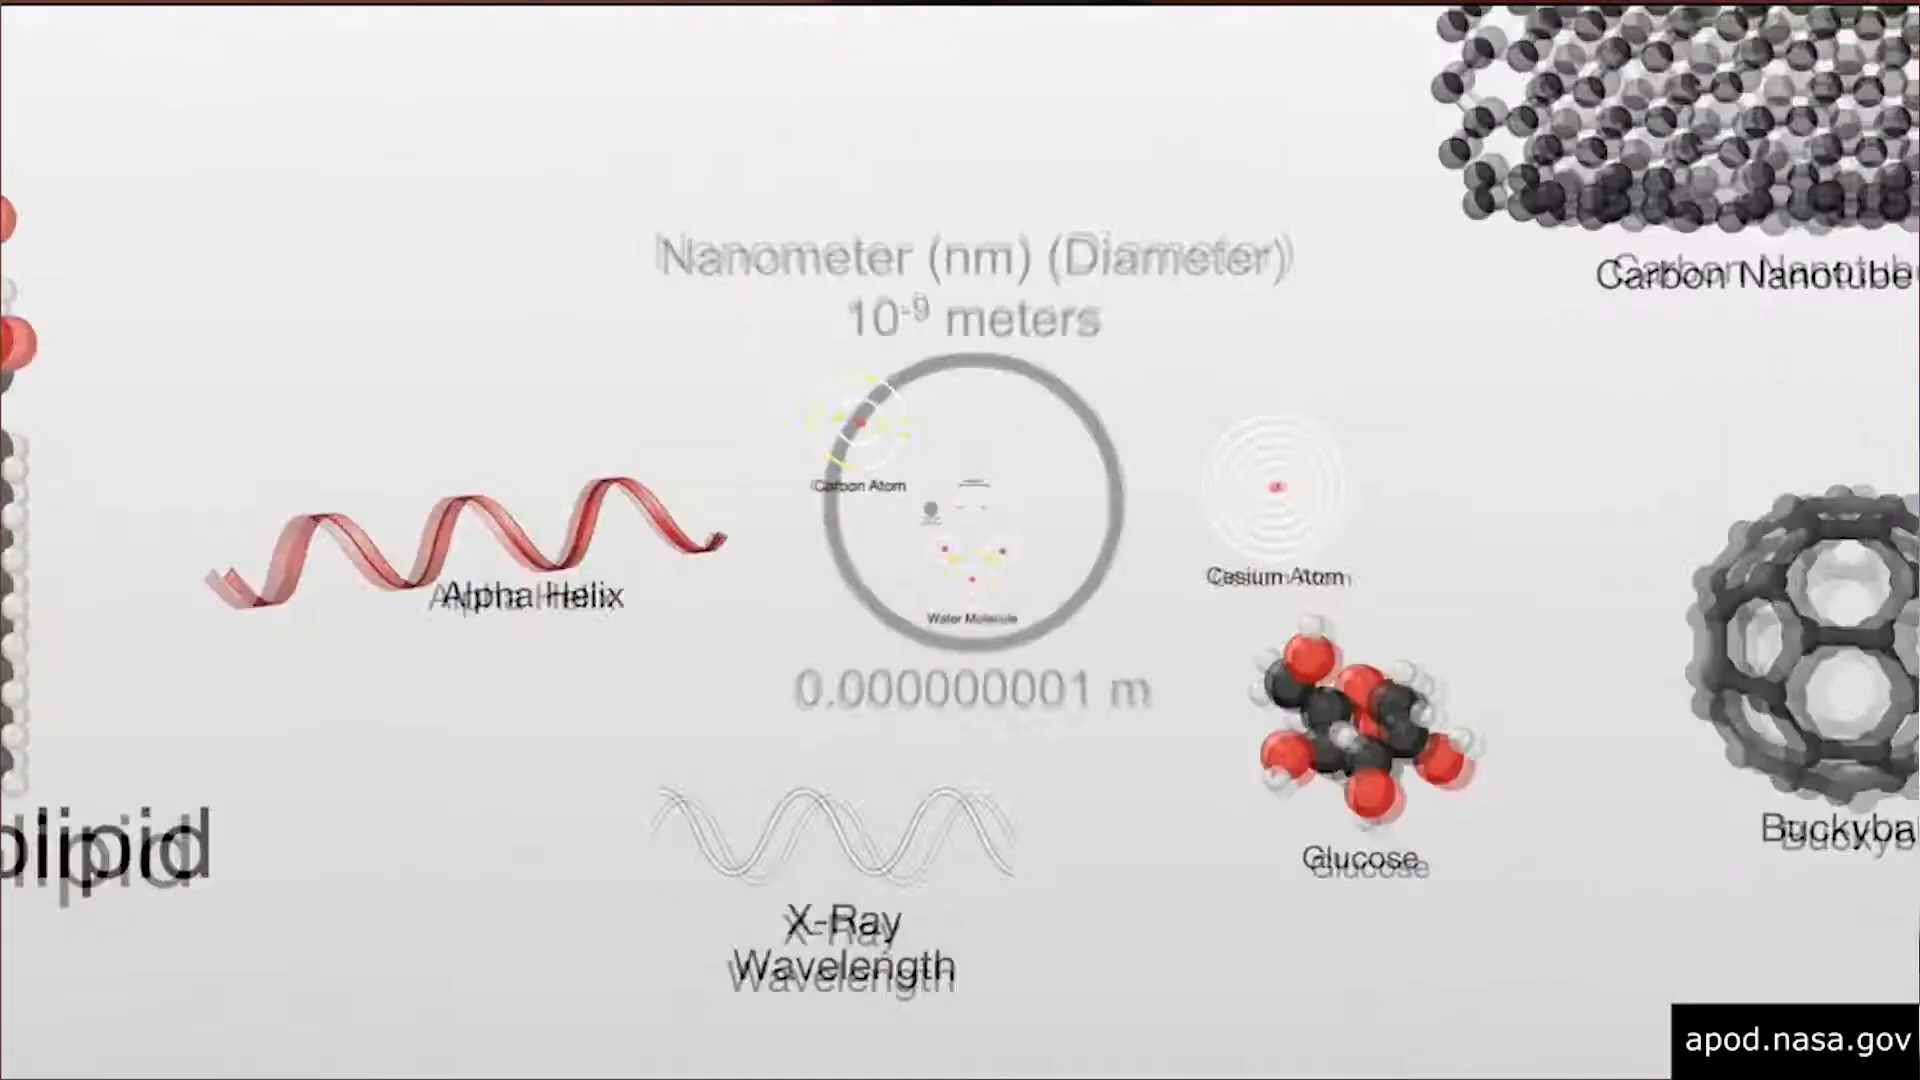 Nanometer (nm) (Diameter)
10⁻⁹ meters
Carbon Nanotube
Carbon Atom
Cesium Atom
Alpha Helix
Water Molecule
0.000000001 m
lipid
Glucose
Buckyba
X-Ray
Wavelength
apod.nasa.gov